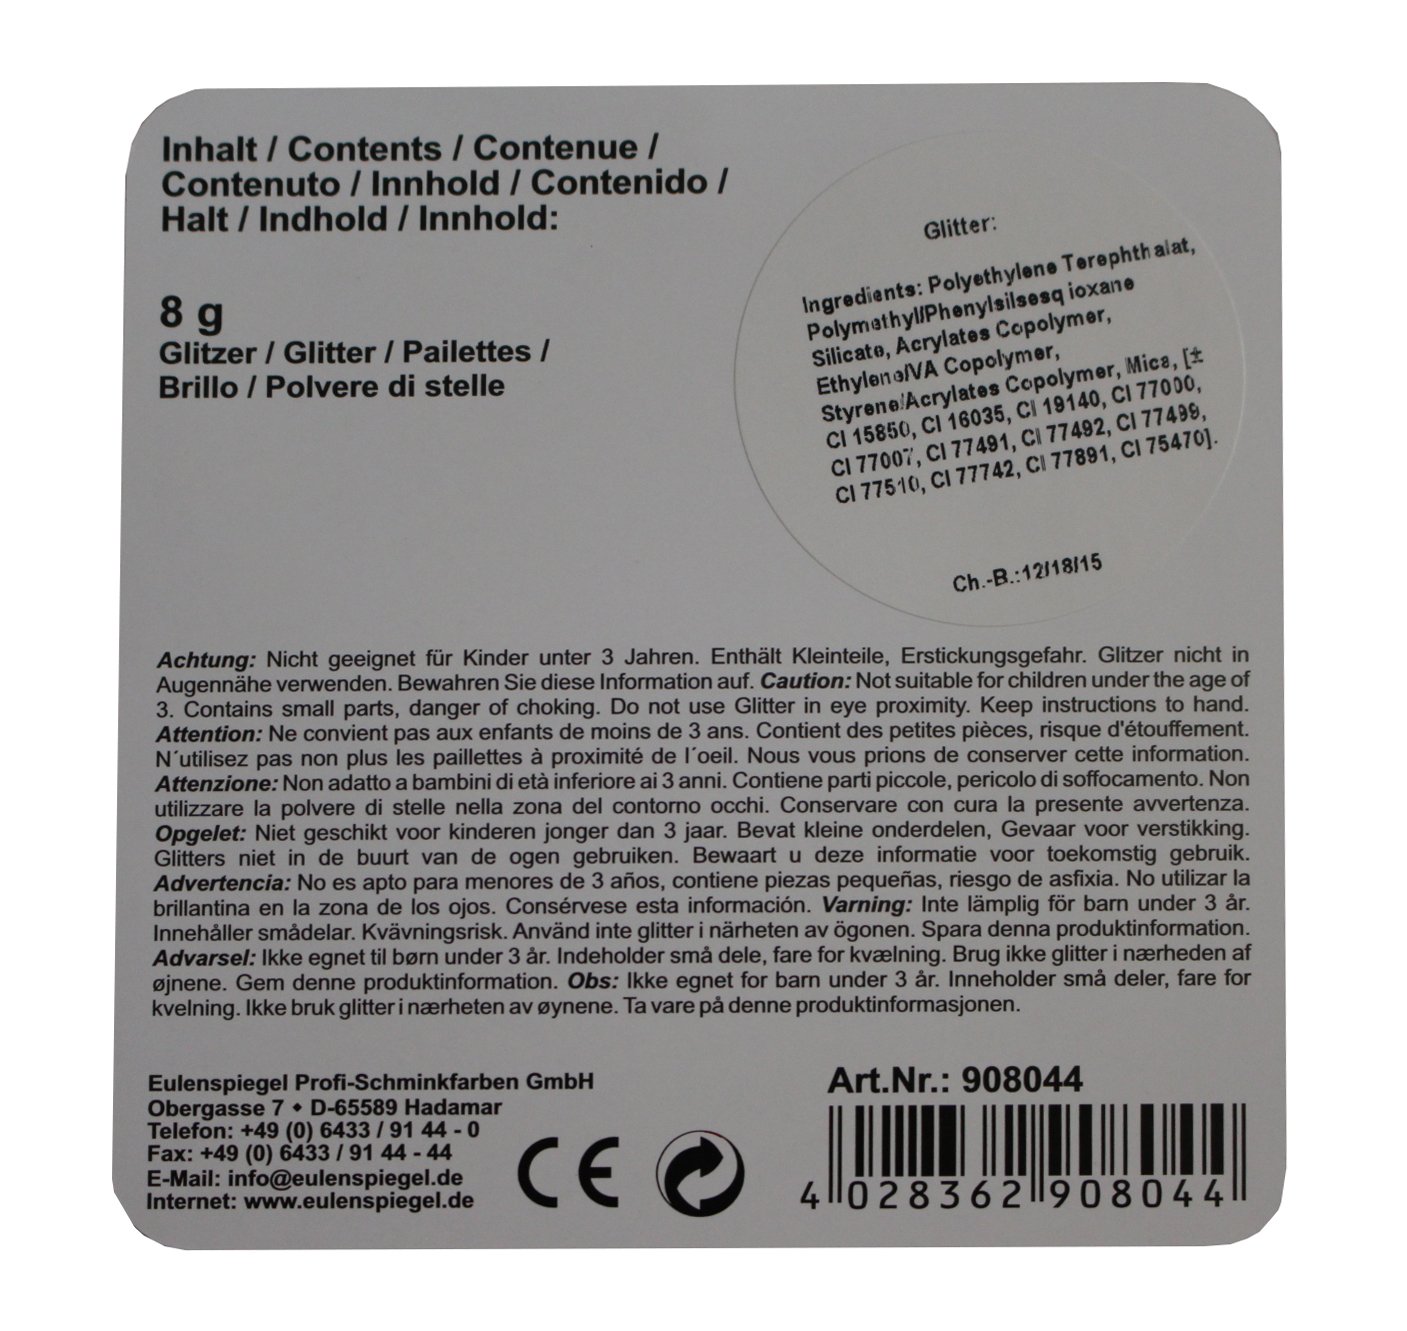 Inhalt / Contents / Contenue /
Contenuto / Innhold / Contenido /
Halt / Indhold / Innhold:
8 g
Glitzer / Glitter / Pailettes /
Brillo / Polvere di stelle
Glitter:
Ingredients: Polyethylene Terephthalat,
Polymethyll/Phenylsilsesq ioxane
Silicate, Acrylates Copolymer,
Ethylene/VA Copolymer,
Styrene/Acrylates Copolymer, Mica, [±
CI 15850, CI 16035, CI 19140, CI 77000,
CI 77007, CI 77491, CI 77492, CI 77499,
CI 77510, CI 77742, CI 77891, CI 75470].
Ch.-B.:12/18/15
Achtung: Nicht geeignet für Kinder unter 3 Jahren. Enthält Kleinteile, Erstickungsgefahr. Glitzer nicht in
Augennähe verwenden. Bewahren Sie diese Information auf. Caution: Not suitable for children under the age of
3. Contains small parts, danger of choking. Do not use Glitter in eye proximity. Keep instructions to hand.
Attention: Ne convient pas aux enfants de moins de 3 ans. Contient des petites pièces, risque d'étouffement.
N´utilisez pas non plus les paillettes à proximité de l´oeil. Nous vous prions de conserver cette information.
Attenzione: Non adatto a bambini di età inferiore ai 3 anni. Contiene parti piccole, pericolo di soffocamento. Non
utilizzare la polvere di stelle nella zona del contorno occhi. Conservare con cura la presente avvertenza.
Opgelet: Niet geschikt voor kinderen jonger dan 3 jaar. Bevat kleine onderdelen, Gevaar voor verstikking.
Glitters niet in de buurt van de ogen gebruiken. Bewaart u deze informatie voor toekomstig gebruik.
Advertencia: No es apto para menores de 3 años, contiene piezas pequeñas, riesgo de asfixia. No utilizar la
brillantina en la zona de los ojos. Consérvese esta información. Varning: Inte lämplig för barn under 3 år.
Innehåller smådelar. Kvävningsrisk. Använd inte glitter i närheten av ögonen. Spara denna produktinformation.
Advarsel: Ikke egnet til børn under 3 år. Indeholder små dele, fare for kvælning. Brug ikke glitter i nærheden af
øjnene. Gem denne produktinformation. Obs: Ikke egnet for barn under 3 år. Inneholder små deler, fare for
kvelning. Ikke bruk glitter i nærheten av øynene. Ta vare på denne produktinformasjonen.
Eulenspiegel Profi-Schminkfarben GmbH
Obergasse 7 • D-65589 Hadamar
Telefon: +49 (0) 6433 / 91 44 - 0
Fax: +49 (0) 6433 / 91 44 - 44
E-Mail: info@eulenspiegel.de
Internet: www.eulenspiegel.de
CE
Art.Nr.: 908044
4 028362 908044